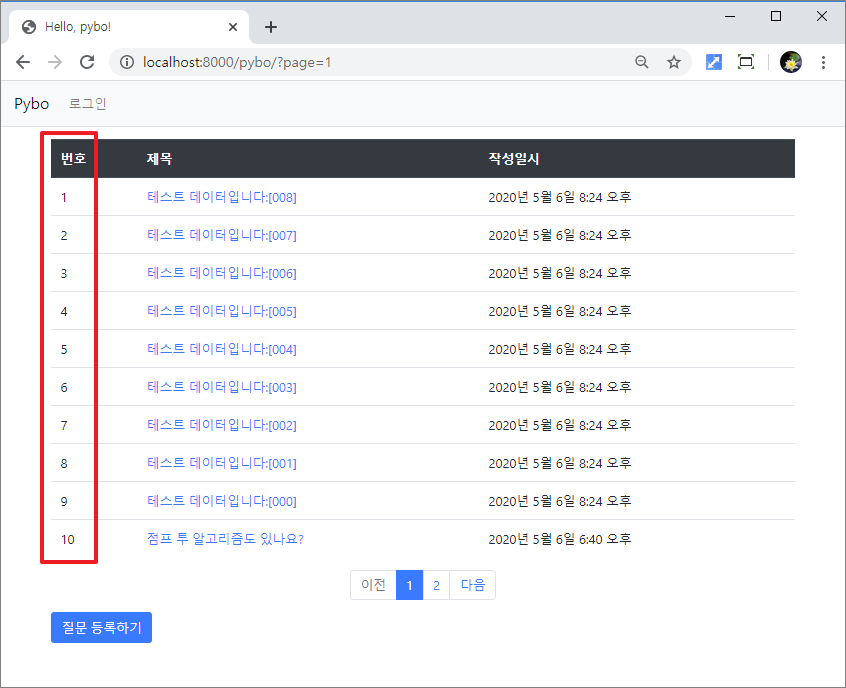 Hello, pybo!
localhost:8000/pybo/?page=1
Pybo 로그인
번호 제목 작성일시
1 테스트 데이터입니다:[008] 2020년 5월 6일 8:24 오후
2 테스트 데이터입니다:[007] 2020년 5월 6일 8:24 오후
3 테스트 데이터입니다:[006] 2020년 5월 6일 8:24 오후
4 테스트 데이터입니다:[005] 2020년 5월 6일 8:24 오후
5 테스트 데이터입니다:[004] 2020년 5월 6일 8:24 오후
6 테스트 데이터입니다:[003] 2020년 5월 6일 8:24 오후
7 테스트 데이터입니다:[002] 2020년 5월 6일 8:24 오후
8 테스트 데이터입니다:[001] 2020년 5월 6일 8:24 오후
9 테스트 데이터입니다:[000] 2020년 5월 6일 8:24 오후
10 점프 투 알고리즘도 있나요? 2020년 5월 6일 6:40 오후
이전 1 2 다음
질문 등록하기